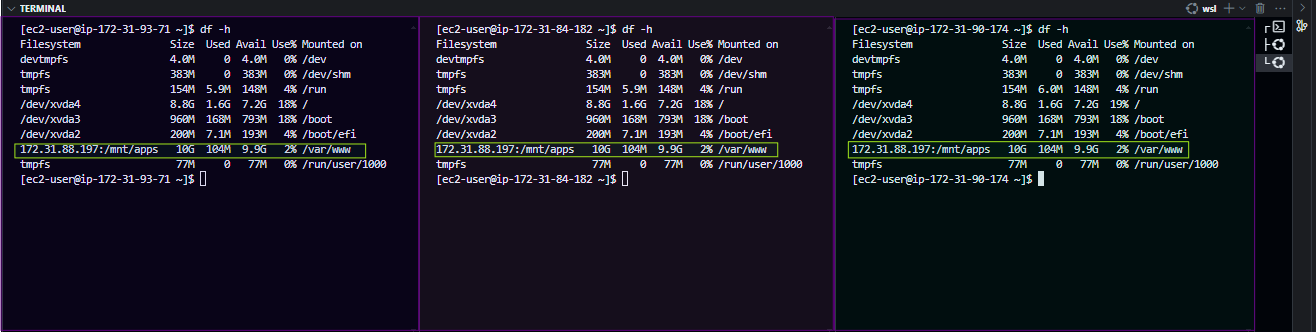 TERMINAL
wsl
[ec2-user@ip-172-31-93-71 ~]$ df -h
Filesystem Size Used Avail Use% Mounted on
devtmpfs 4.0M 0 4.0M 0% /dev
tmpfs 383M 0 383M 0% /dev/shm
tmpfs 154M 5.9M 148M 4% /run
/dev/xvda4 8.8G 1.6G 7.2G 18% /
/dev/xvda3 960M 168M 793M 18% /boot
/dev/xvda2 200M 7.1M 193M 4% /boot/efi
172.31.88.197:/mnt/apps 10G 104M 9.9G 2% /var/www
tmpfs 77M 0 77M 0% /run/user/1000
[ec2-user@ip-172-31-93-71 ~]$
[ec2-user@ip-172-31-84-182 ~]$ df -h
Filesystem Size Used Avail Use% Mounted on
devtmpfs 4.0M 0 4.0M 0% /dev
tmpfs 383M 0 383M 0% /dev/shm
tmpfs 154M 5.9M 148M 4% /run
/dev/xvda4 8.8G 1.6G 7.2G 18% /
/dev/xvda3 960M 168M 793M 18% /boot
/dev/xvda2 200M 7.1M 193M 4% /boot/efi
172.31.88.197:/mnt/apps 10G 104M 9.9G 2% /var/www
tmpfs 77M 0 77M 0% /run/user/1000
[ec2-user@ip-172-31-84-182 ~]$
[ec2-user@ip-172-31-90-174 ~]$ df -h
Filesystem Size Used Avail Use% Mounted on
devtmpfs 4.0M 0 4.0M 0% /dev
tmpfs 383M 0 383M 0% /dev/shm
tmpfs 154M 6.0M 148M 4% /run
/dev/xvda4 8.8G 1.6G 7.2G 19% /
/dev/xvda3 960M 168M 793M 18% /boot
/dev/xvda2 200M 7.1M 193M 4% /boot/efi
172.31.88.197:/mnt/apps 10G 104M 9.9G 2% /var/www
tmpfs 77M 0 77M 0% /run/user/1000
[ec2-user@ip-172-31-90-174 ~]$